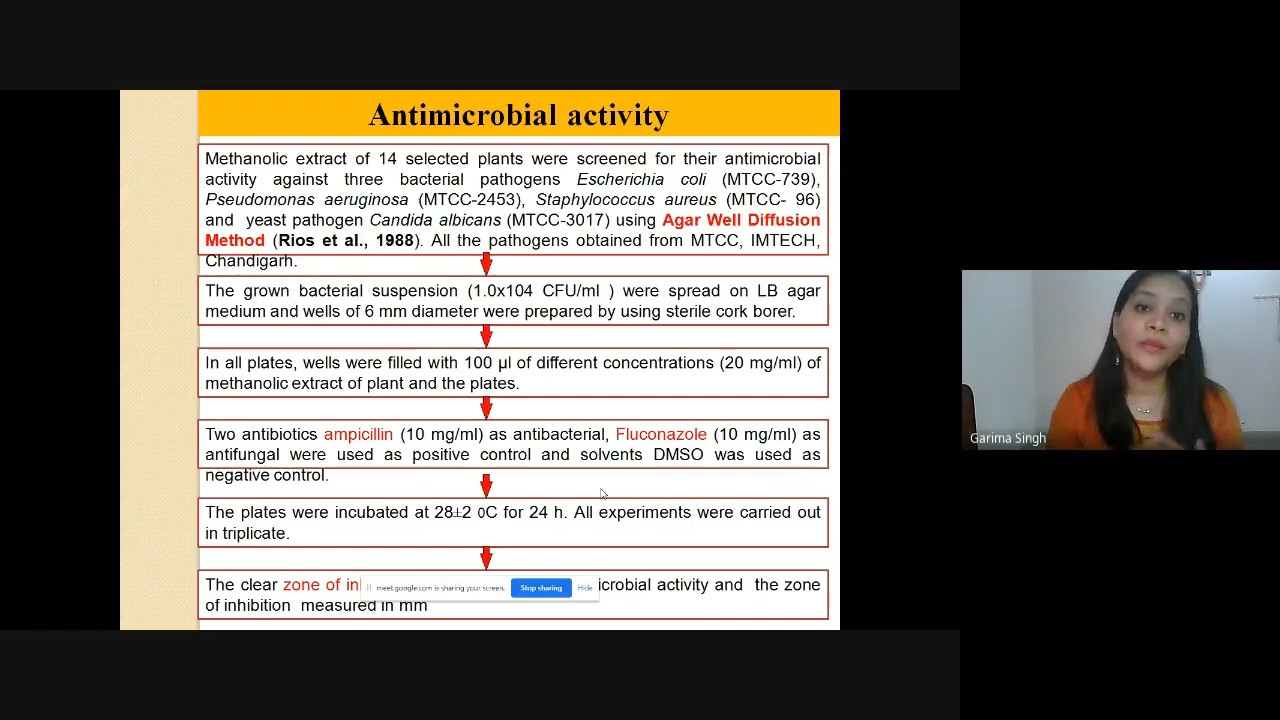 Antimicrobial activity
Methanolic extract of 14 selected plants were screened for their antimicrobial
activity against three bacterial pathogens Escherichia coli (MTCC-739),
Pseudomonas aeruginosa (MTCC-2453), Staphylococcus aureus (MTCC- 96)
and yeast pathogen Candida albicans (MTCC-3017) using Agar Well Diffusion
Method (Rios et al., 1988). All the pathogens obtained from MTCC, IMTECH,
Chandigarh.
The grown bacterial suspension (1.0x104 CFU/ml ) were spread on LB agar
medium and wells of 6 mm diameter were prepared by using sterile cork borer.
In all plates, wells were filled with 100 µl of different concentrations (20 mg/ml) of
methanolic extract of plant and the plates.
Two antibiotics ampicillin (10 mg/ml) as antibacterial, Fluconazole (10 mg/ml) as
antifungal were used as positive control and solvents DMSO was used as
negative control.
The plates were incubated at 28±2 0C for 24 h. All experiments were carried out
in triplicate.
The clear zone of inl icrobial activity and the zone
meet.google.com is sharing your screen. Stop sharing Hide
of inhibition measured in mm
Garima Singh